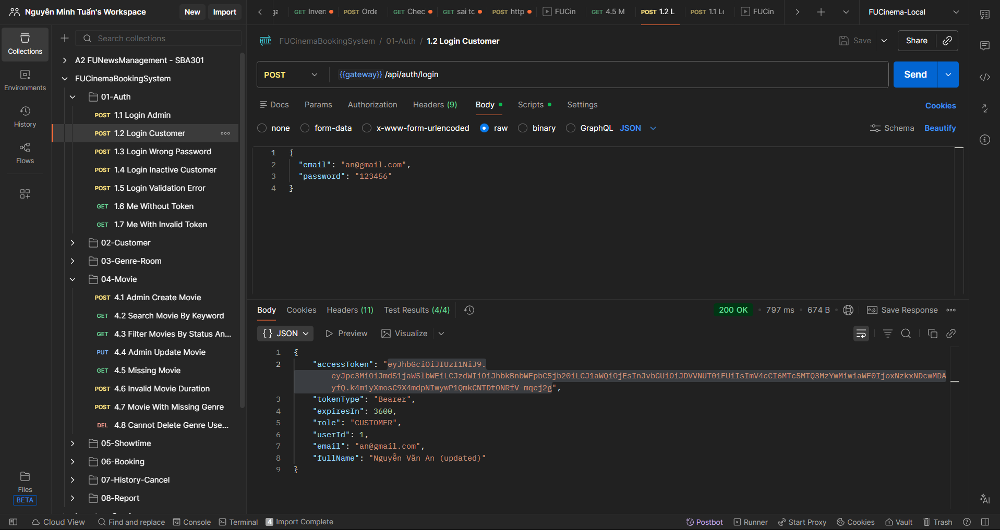 Nguyễn Minh Tuấn's Workspace
New
Import
GET Inven
POST Orde
GET Chec
GET sai tc
POST http
FUCin
GET 4.5 M
POST 1.2 L
POST 1.1 Lo
FUCin
FUCinema-Local
Collections
Environments
History
Flows
Files
BETA
Search collections
A2 FUNewsManagement - SBA301
FUCinemaBookingSystem
01-Auth
POST 1.1 Login Admin
POST 1.2 Login Customer
POST 1.3 Login Wrong Password
POST 1.4 Login Inactive Customer
POST 1.5 Login Validation Error
GET 1.6 Me Without Token
GET 1.7 Me With Invalid Token
02-Customer
03-Genre-Room
04-Movie
POST 4.1 Admin Create Movie
GET 4.2 Search Movie By Keyword
GET 4.3 Filter Movies By Status An...
PUT 4.4 Admin Update Movie
GET 4.5 Missing Movie
POST 4.6 Invalid Movie Duration
POST 4.7 Movie With Missing Genre
DEL 4.8 Cannot Delete Genre Use...
05-Showtime
06-Booking
07-History-Cancel
08-Report
HTTP FUCinemaBookingSystem / 01-Auth / 1.2 Login Customer
Save
Share
POST {{gateway}} /api/auth/login
Send
Docs Params Authorization Headers (9) Body Scripts Settings
Cookies
none form-data x-www-form-urlencoded raw binary GraphQL JSON
Schema Beautify
1 {
2 "email": "an@gmail.com",
3 "password": "123456"
4 }
Body Cookies Headers (11) Test Results (4/4)
200 OK • 797 ms • 674 B
e.g. Save Response
{} JSON Preview Visualize
1 {
2 "accessToken": "eyJhbGciOiJIUzI1NiJ9.
eyJpc3MiOiJmdS1jaW5lbWEiLCJzdWIiOiJhbkBnbWFpbC5jb20iLCJ1aWQiOjEsInJvbGUiOiJDVVNUT01FUiIsImV4cCI6MTc5MTQ3MzYwMiwiaWF0IjoxNzkxNDcwMDA
yfQ.k4m1yXmosC9X4mdpNIwywP1QmkCNTDtONRfV-mqej2g",
3 "tokenType": "Bearer",
4 "expiresIn": 3600,
5 "role": "CUSTOMER",
6 "userId": 1,
7 "email": "an@gmail.com",
8 "fullName": "Nguyễn Văn An (updated)"
9 }
AI
Cloud View
Find and replace
Console
Terminal
4 Import Complete
Postbot
Runner
Start Proxy
Cookies
Vault
Trash